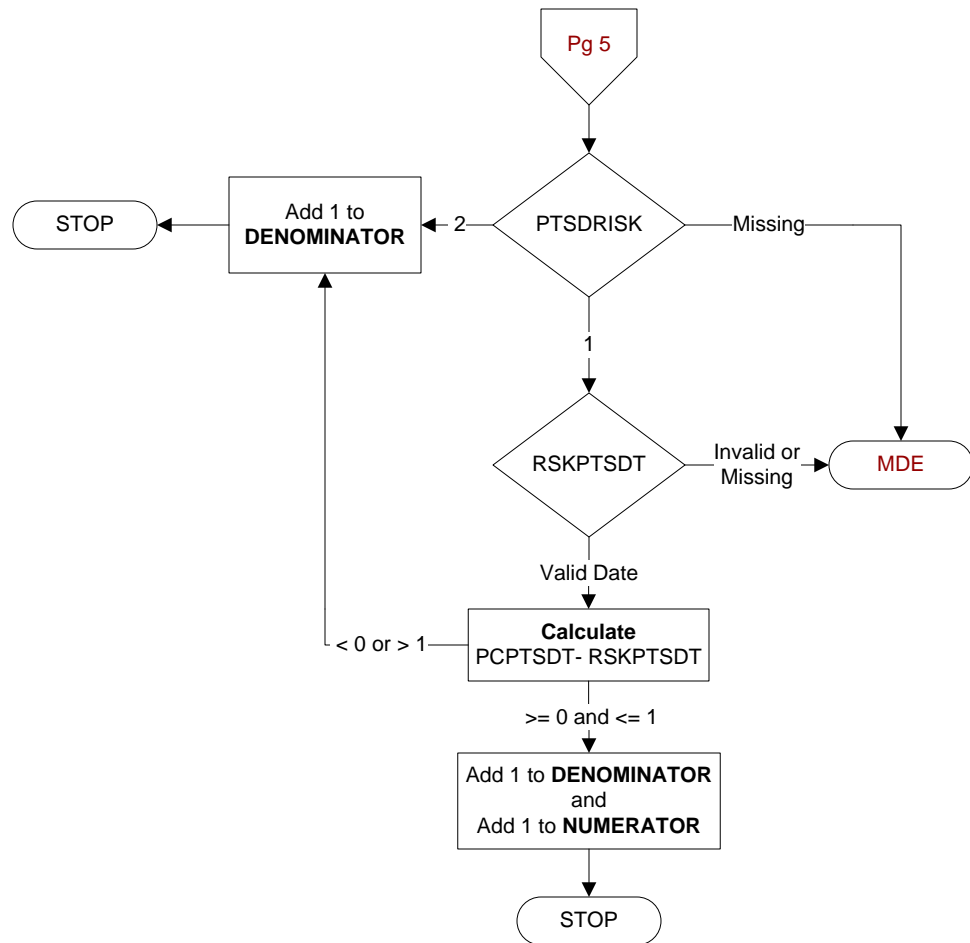 Pg 5
PTSDRISK
Missing
2
Add 1 to
DENOMINATOR
STOP
1
RSKPTSDT
Invalid or
Missing
MDE
Valid Date
Calculate
PCPTSDT- RSKPTSDT
< 0 or > 1
>= 0 and <= 1
Add 1 to DENOMINATOR
and
Add 1 to NUMERATOR
STOP